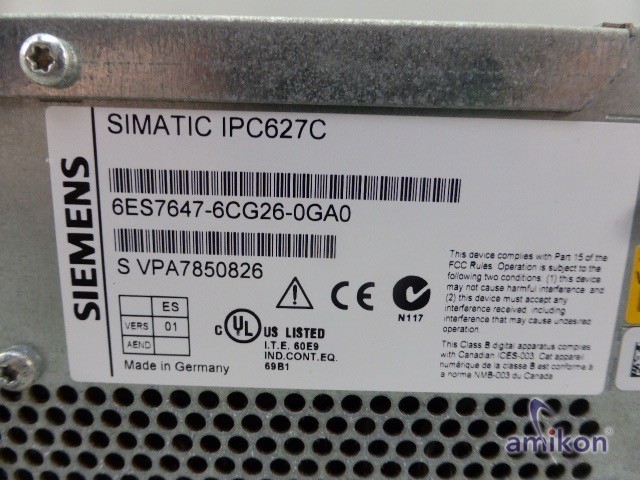 SIEMENS
SIMATIC IPC627C
6ES7647-6CG26-0GA0
S VPA7850826
ES
VERS 01
AEND
Made in Germany
C UL US LISTED
I.T.E. 60E9
IND.CONT.EQ.
69B1
CE
N117
This device complies with Part 15 of the
FCC Rules. Operation is subject to the
following two conditions: (1) this device
may not cause harmful interference, and
(2) this device must accept any
interference received, including
interference that may cause undesired
operation.
This Class B digital apparatus complies
with Canadian ICES-003. Cet appareil
numérique de la classe B est conforme à
a norme NMB-003 du Canada
amikon